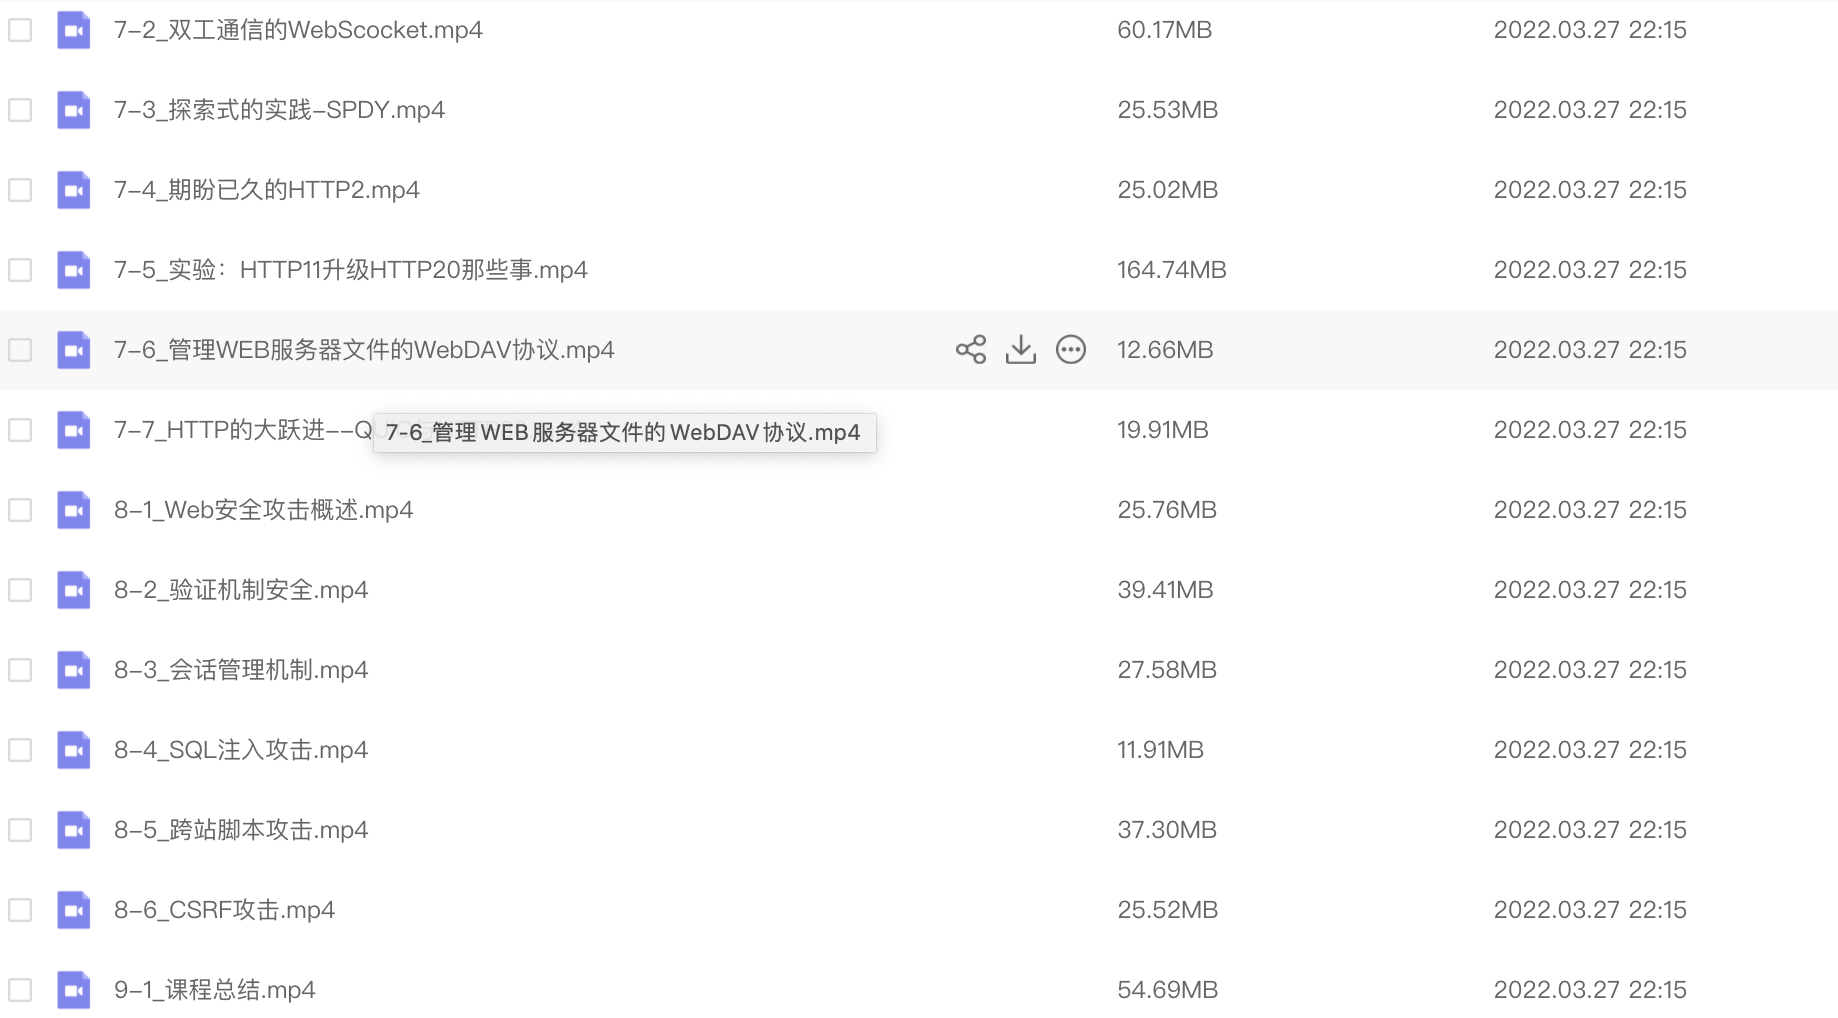 7-2_双工通信的WebScocket.mp4 60.17MB 2022.03.27 22:15
7-3_探索式的实践-SPDY.mp4 25.53MB 2022.03.27 22:15
7-4_期盼已久的HTTP2.mp4 25.02MB 2022.03.27 22:15
7-5_实验：HTTP11升级HTTP20那些事.mp4 164.74MB 2022.03.27 22:15
7-6_管理WEB服务器文件的WebDAV协议.mp4 12.66MB 2022.03.27 22:15
7-7_HTTP的大跃进--QU 19.91MB 2022.03.27 22:15
7-6_管理 WEB 服务器文件的 WebDAV 协议.mp4
8-1_Web安全攻击概述.mp4 25.76MB 2022.03.27 22:15
8-2_验证机制安全.mp4 39.41MB 2022.03.27 22:15
8-3_会话管理机制.mp4 27.58MB 2022.03.27 22:15
8-4_SQL注入攻击.mp4 11.91MB 2022.03.27 22:15
8-5_跨站脚本攻击.mp4 37.30MB 2022.03.27 22:15
8-6_CSRF攻击.mp4 25.52MB 2022.03.27 22:15
9-1_课程总结.mp4 54.69MB 2022.03.27 22:15